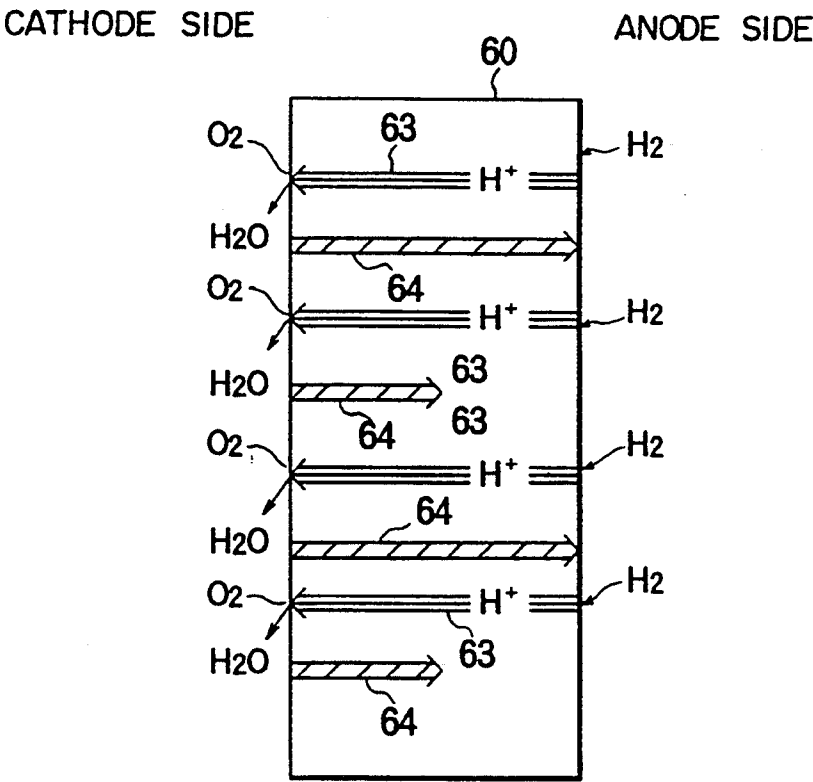 CATHODE SIDE
ANODE SIDE
60
O2
63
H2
H+
H2O
64
O2
H+
H2
H2O
63
64
63
O2
H+
H2
64
H2O
O2
H+
H2
H2O
63
64